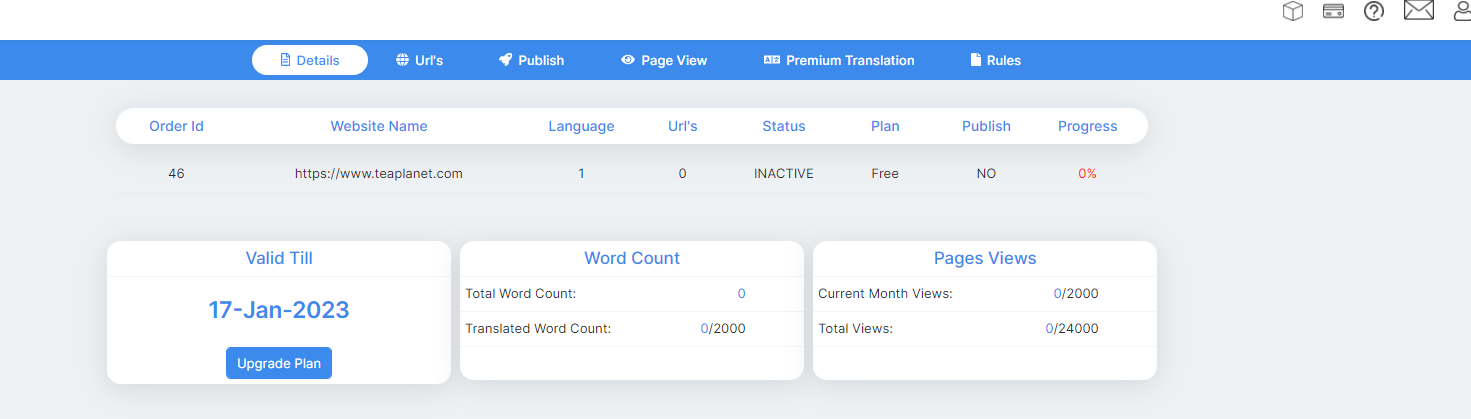 Details Url's Publish Page View Premium Translation Rules
Order Id Website Name Language Url's Status Plan Publish Progress
46 https://www.teaplanet.com 1 0 INACTIVE Free NO 0%
Valid Till
17-Jan-2023
Upgrade Plan
Word Count
Total Word Count: 0
Translated Word Count: 0/2000
Pages Views
Current Month Views: 0/2000
Total Views: 0/24000